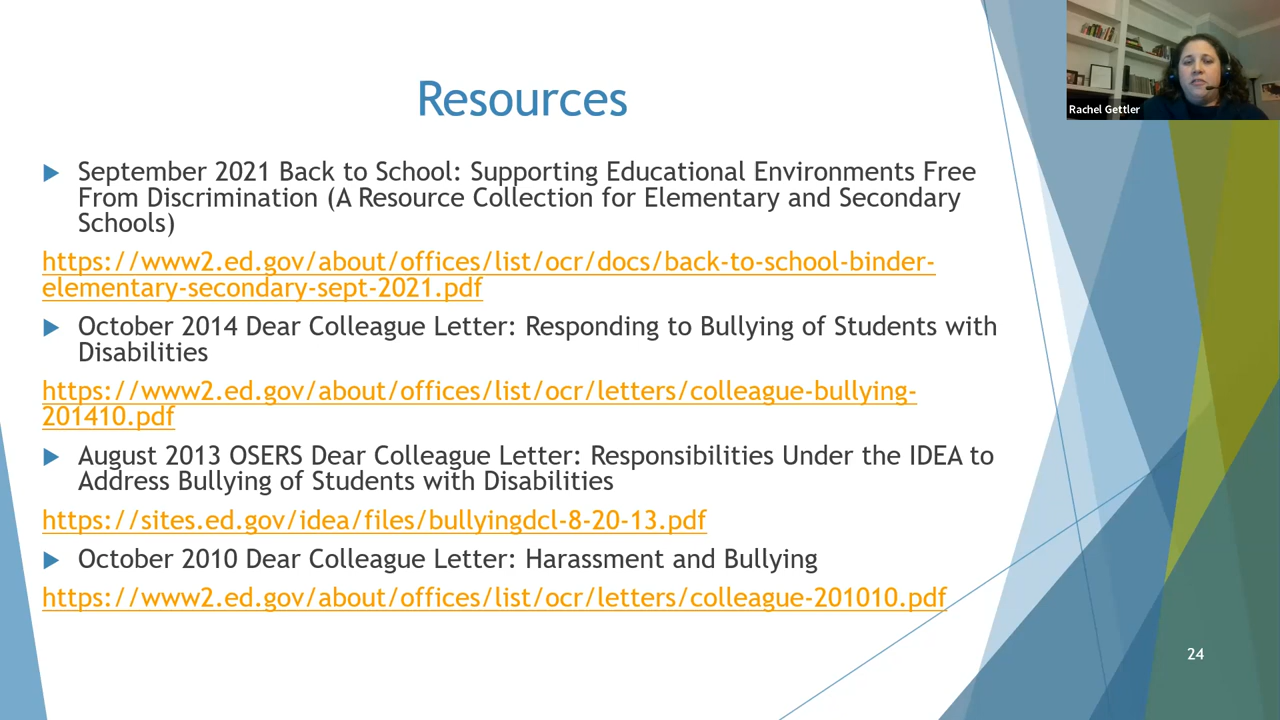 Resources
Rachel Gettler
September 2021 Back to School: Supporting Educational Environments Free
From Discrimination (A Resource Collection for Elementary and Secondary
Schools)
https://www2.ed.gov/about/offices/list/ocr/docs/back-to-school-binder-
elementary-secondary-sept-2021.pdf
October 2014 Dear Colleague Letter: Responding to Bullying of Students with
Disabilities
https://www2.ed.gov/about/offices/list/ocr/letters/colleague-bullying-
201410.pdf
August 2013 OSERS Dear Colleague Letter: Responsibilities Under the IDEA to
Address Bullying of Students with Disabilities
https://sites.ed.gov/idea/files/bullyingdcl-8-20-13.pdf
October 2010 Dear Colleague Letter: Harassment and Bullying
https://www2.ed.gov/about/offices/list/ocr/letters/colleague-201010.pdf
24